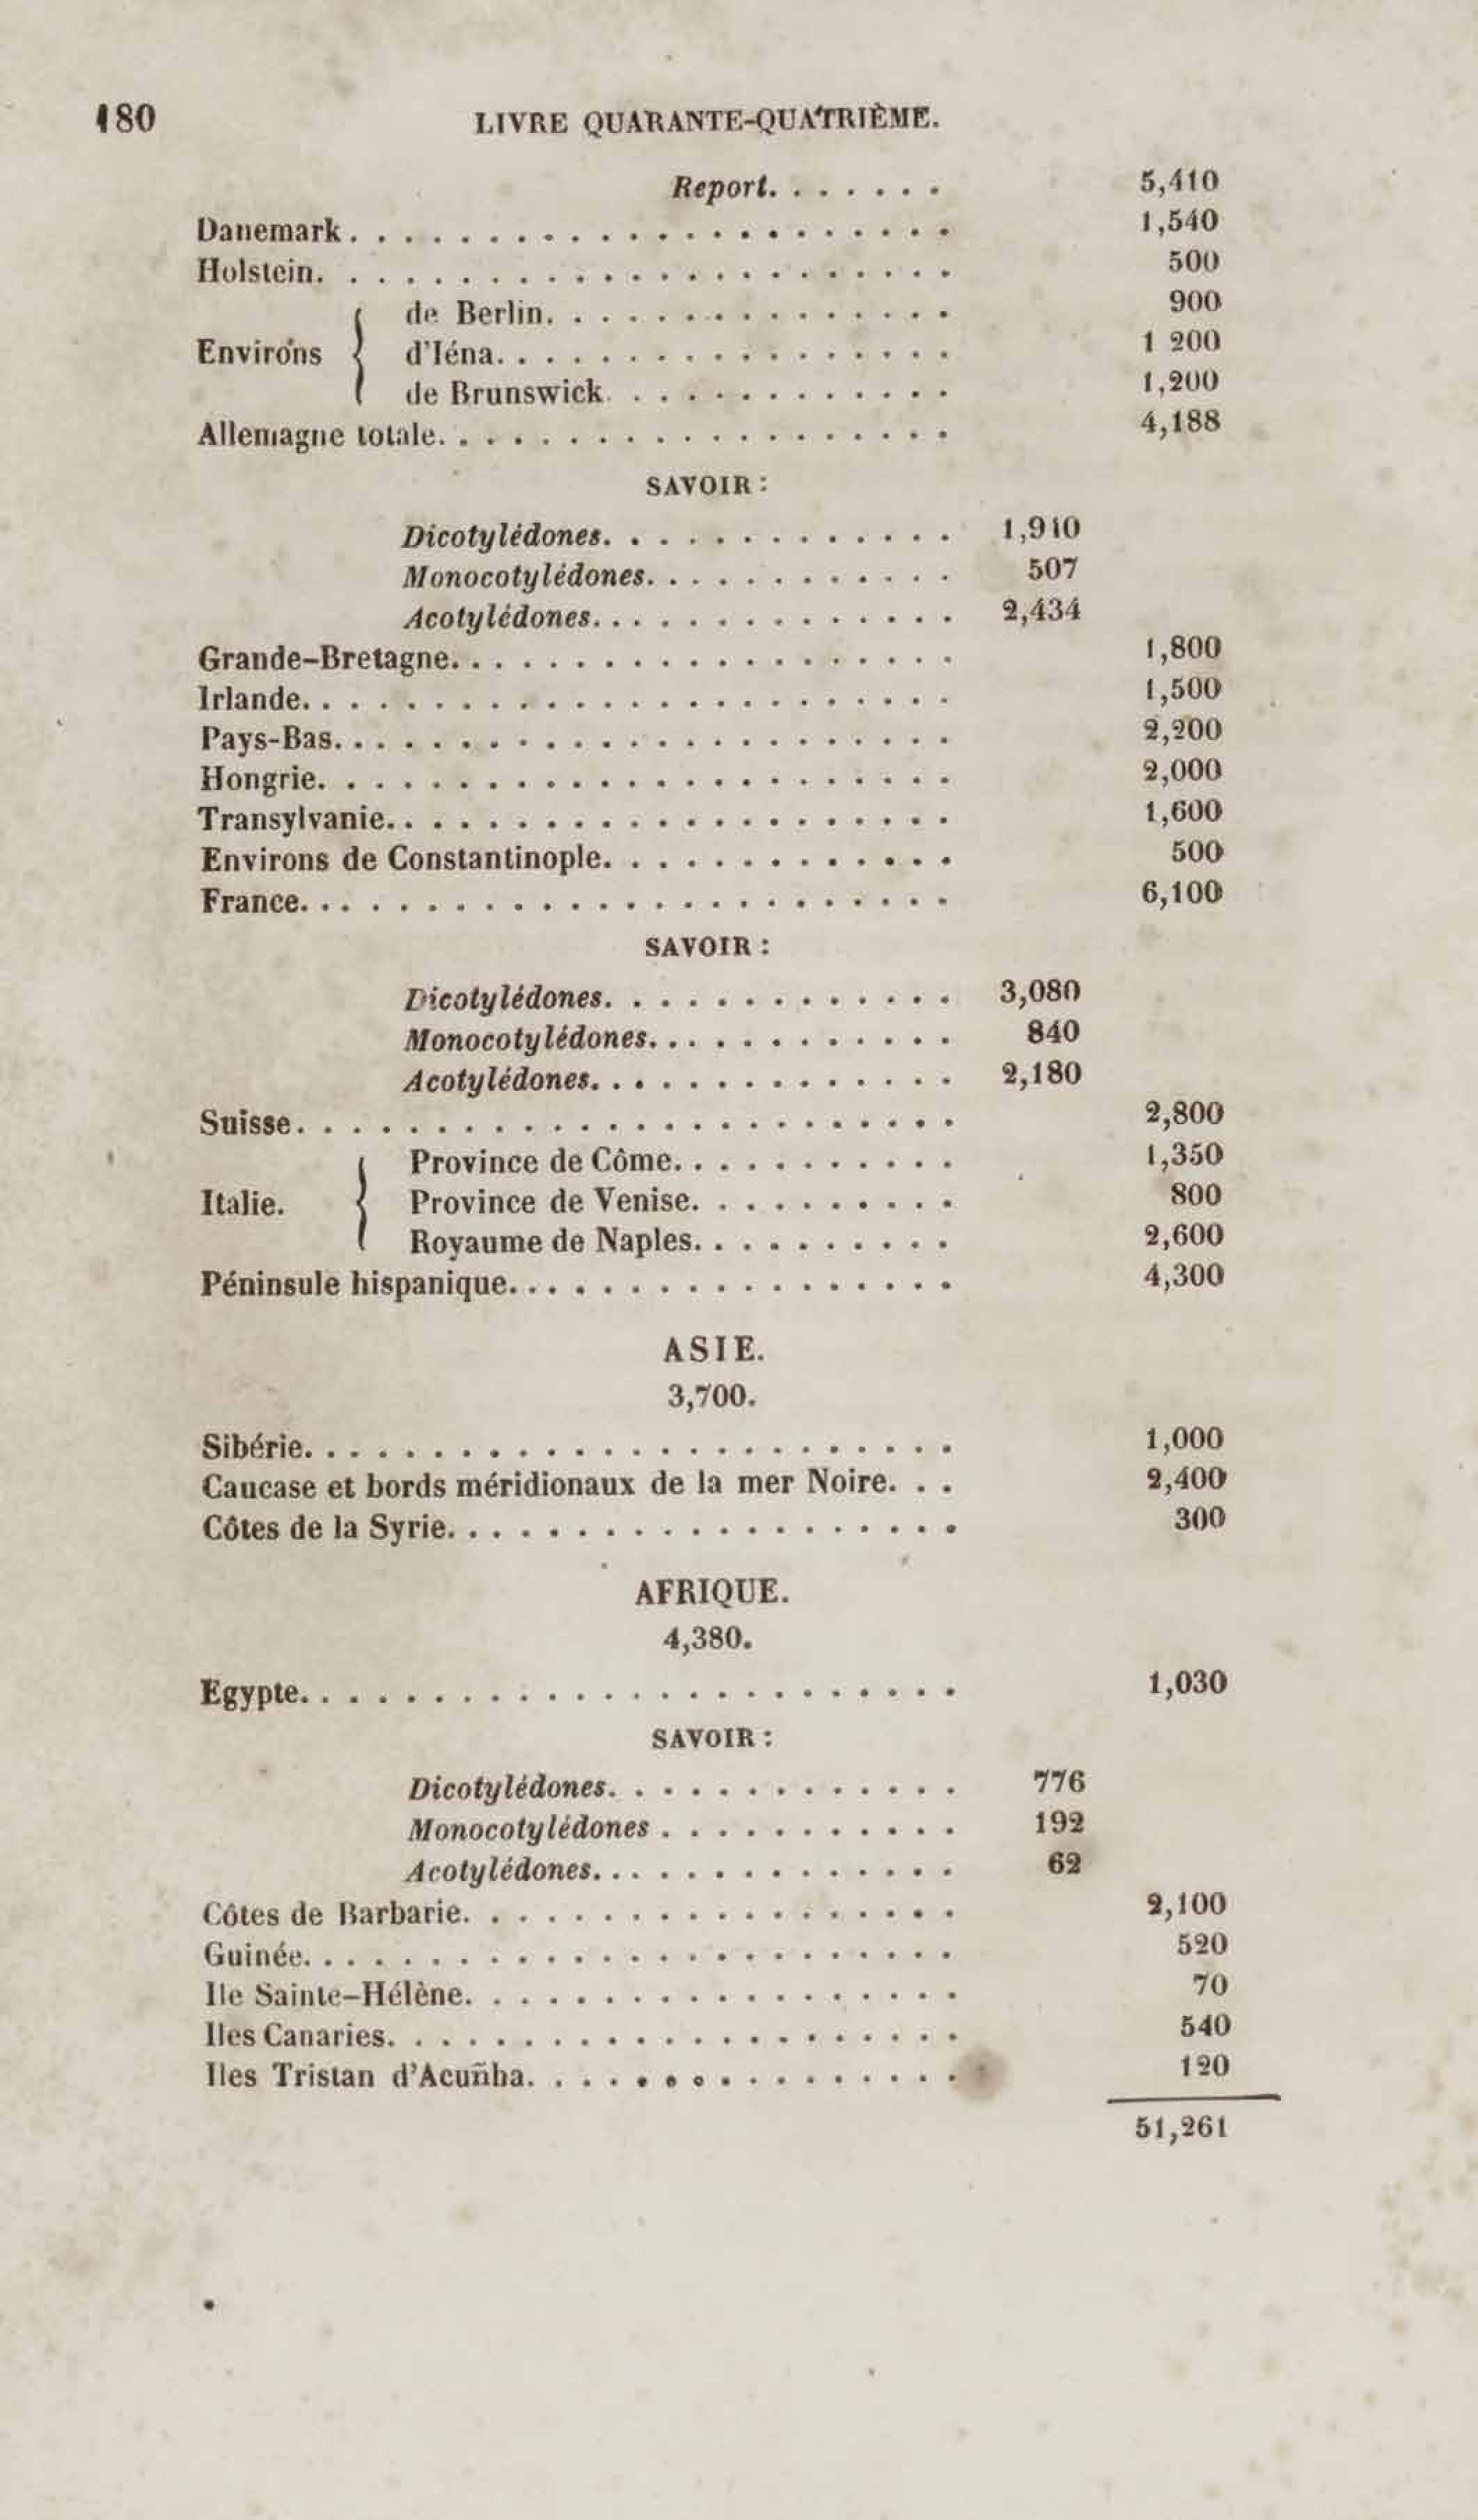 180 LIVRE QUARANTE-QUATRIÈME.
Report. . . . . . . 5,410
Danemark. . . . . . . . . . . . . . . . . . . . . . 1,540
Holstein. . . . . . . . . . . . . . . . . . . . . . . 500
de Berlin. . . . . . . . . . . . . . . 900
Environs { d'Iéna. . . . . . . . . . . . . . . . . 1 200
de Brunswick. . . . . . . . . . . . . 1,200
Allemagne totale. . . . . . . . . . . . . . . . . . . 4,188
SAVOIR :
Dicotylédones. . . . . . . . . . . . . 1,910
Monocotylédones. . . . . . . . . . . . 507
Acotylédones. . . . . . . . . . . . . . 2,434
Grande-Bretagne. . . . . . . . . . . . . . . . . . . 1,800
Irlande. . . . . . . . . . . . . . . . . . . . . . . . 1,500
Pays-Bas. . . . . . . . . . . . . . . . . . . . . . . 2,200
Hongrie. . . . . . . . . . . . . . . . . . . . . . . 2,000
Transylvanie. . . . . . . . . . . . . . . . . . . . . 1,600
Environs de Constantinople. . . . . . . . . . . . . 500
France. . . . . . . . . . . . . . . . . . . . . . . . 6,100
SAVOIR :
Dicotylédones. . . . . . . . . . . . . 3,080
Monocotylédones. . . . . . . . . . . . 840
Acotylédones. . . . . . . . . . . . . . 2,180
Suisse. . . . . . . . . . . . . . . . . . . . . . . . 2,800
Province de Côme. . . . . . . . . . . 1,350
Italie. { Province de Venise. . . . . . . . . . 800
Royaume de Naples. . . . . . . . . . 2,600
Péninsule hispanique. . . . . . . . . . . . . . . . . 4,300
ASIE.
3,700.
Sibérie. . . . . . . . . . . . . . . . . . . . . . . . 1,000
Caucase et bords méridionaux de la mer Noire. . . 2,400
Côtes de la Syrie. . . . . . . . . . . . . . . . . . . 300
AFRIQUE.
4,380.
Egypte. . . . . . . . . . . . . . . . . . . . . . . . 1,030
SAVOIR :
Dicotylédones. . . . . . . . . . . . . 776
Monocotylédones . . . . . . . . . . . 192
Acotylédones. . . . . . . . . . . . . . 62
Côtes de Barbarie. . . . . . . . . . . . . . . . . . 2,100
Guinée. . . . . . . . . . . . . . . . . . . . . . . . 520
Ile Sainte-Hélène. . . . . . . . . . . . . . . . . . 70
Iles Canaries. . . . . . . . . . . . . . . . . . . . . 540
Iles Tristan d'Acuñha. . . . . . . . . . . . . . . . 120
51,261